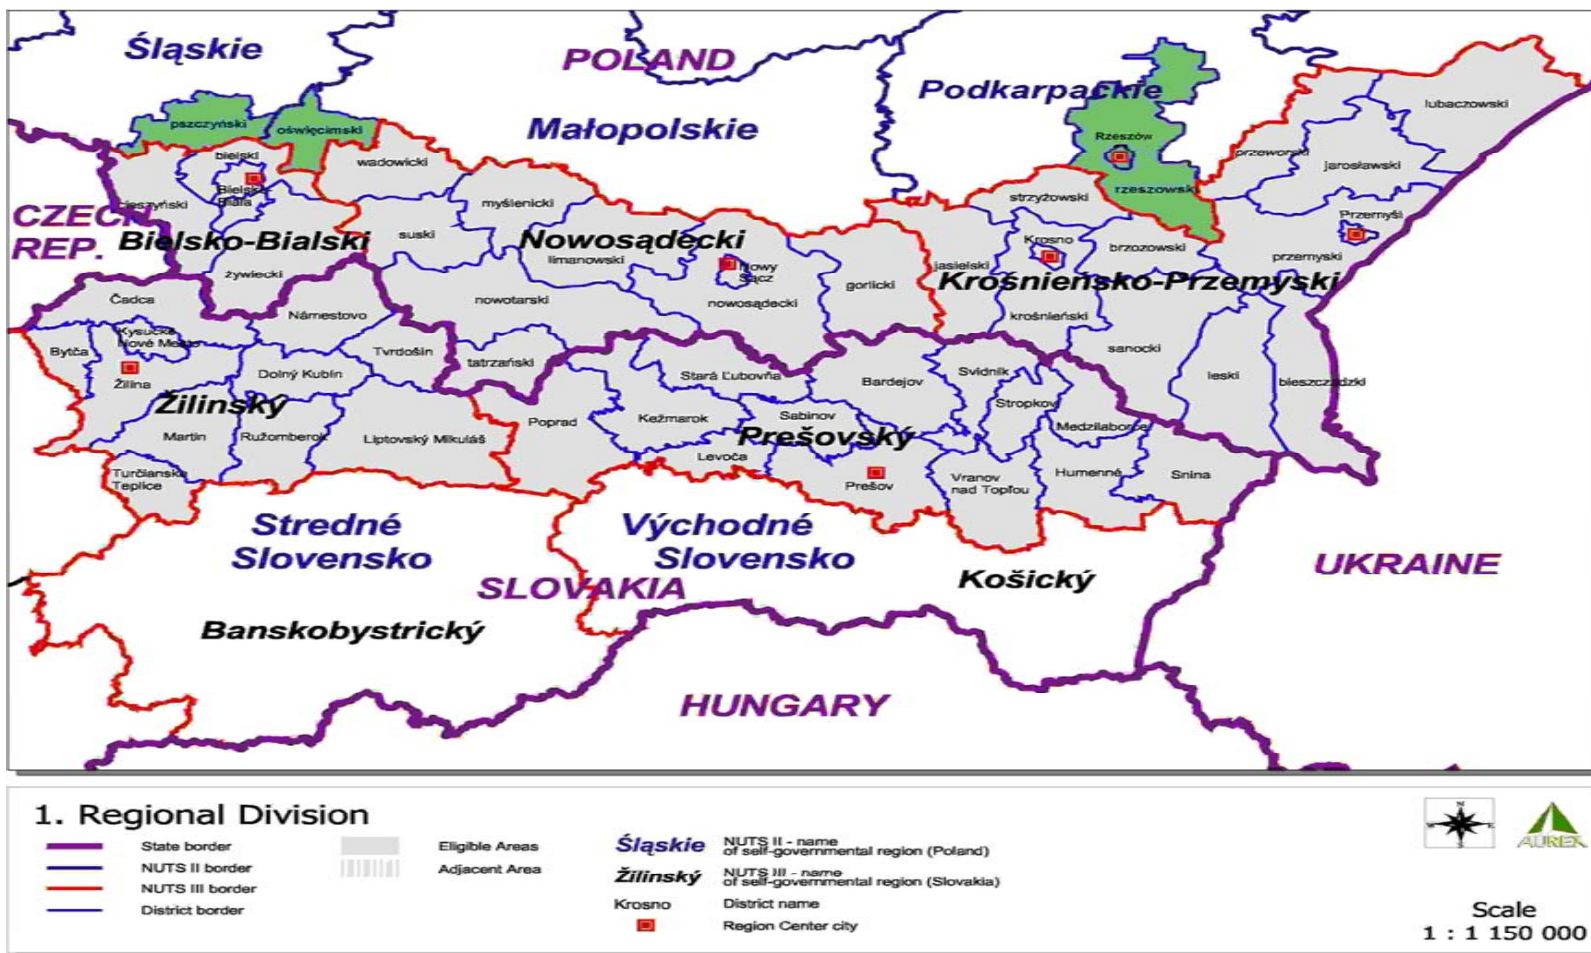 Śląskie
POLAND
Podkarpackie
Małopolskie
lubaczowski
pszczyński
oświęcimski
Rzeszów
bielski
wadowicki
przeworski
jarosławski
Bielsko-
Biała
cieszyński
myślenicki
strzyżowski
rzeszowski
CZECH
REP.
Bielsko-Bialski
suski
Nowosądecki
limanowski
Krosno
brzozowski
Przemyśl
przemyski
żywiecki
Nowy
Sącz
jasielski
Krośnieńsko-Przemyski
nowotarski
nowosądecki
gorlicki
krośnieński
Čadca
Námestovo
Kysucké
Nové Mesto
Bytča
Tvrdošín
tatrzański
sanocki
Žilina
Dolný Kubín
Stará Ľubovňa
Bardejov
Svidník
leski
bieszczadzki
Žilinský
Stropkov
Poprad
Kežmarok
Sabinov
Medzilaborce
Martin
Ružomberok
Liptovský Mikuláš
Prešovský
Levoča
Turčianske
Teplice
Prešov
Vranov
nad Topľou
Humenné
Snina
Stredné
Slovensko
Východné
Slovensko
UKRAINE
SLOVAKIA
Košický
Banskobystrický
HUNGARY
1. Regional Division
State border
NUTS II border
NUTS III border
District border
Eligible Areas
Adjacent Area
Śląskie NUTS II - name
of self-governmental region (Poland)
Žilinský NUTS III - name
of self-governmental region (Slovakia)
Krosno District name
Region Center city
N
W E
S
AUREX
Scale
1 : 1 150 000